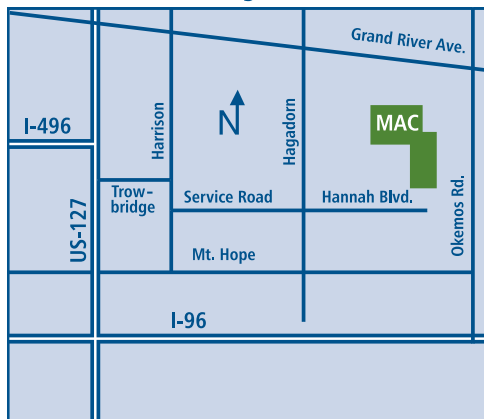 Grand River Ave.
I-496
Harrison
N
Hagadorn
MAC
Okemos Rd.
US-127
Trow-
bridge
Service Road
Hannah Blvd.
Mt. Hope
I-96